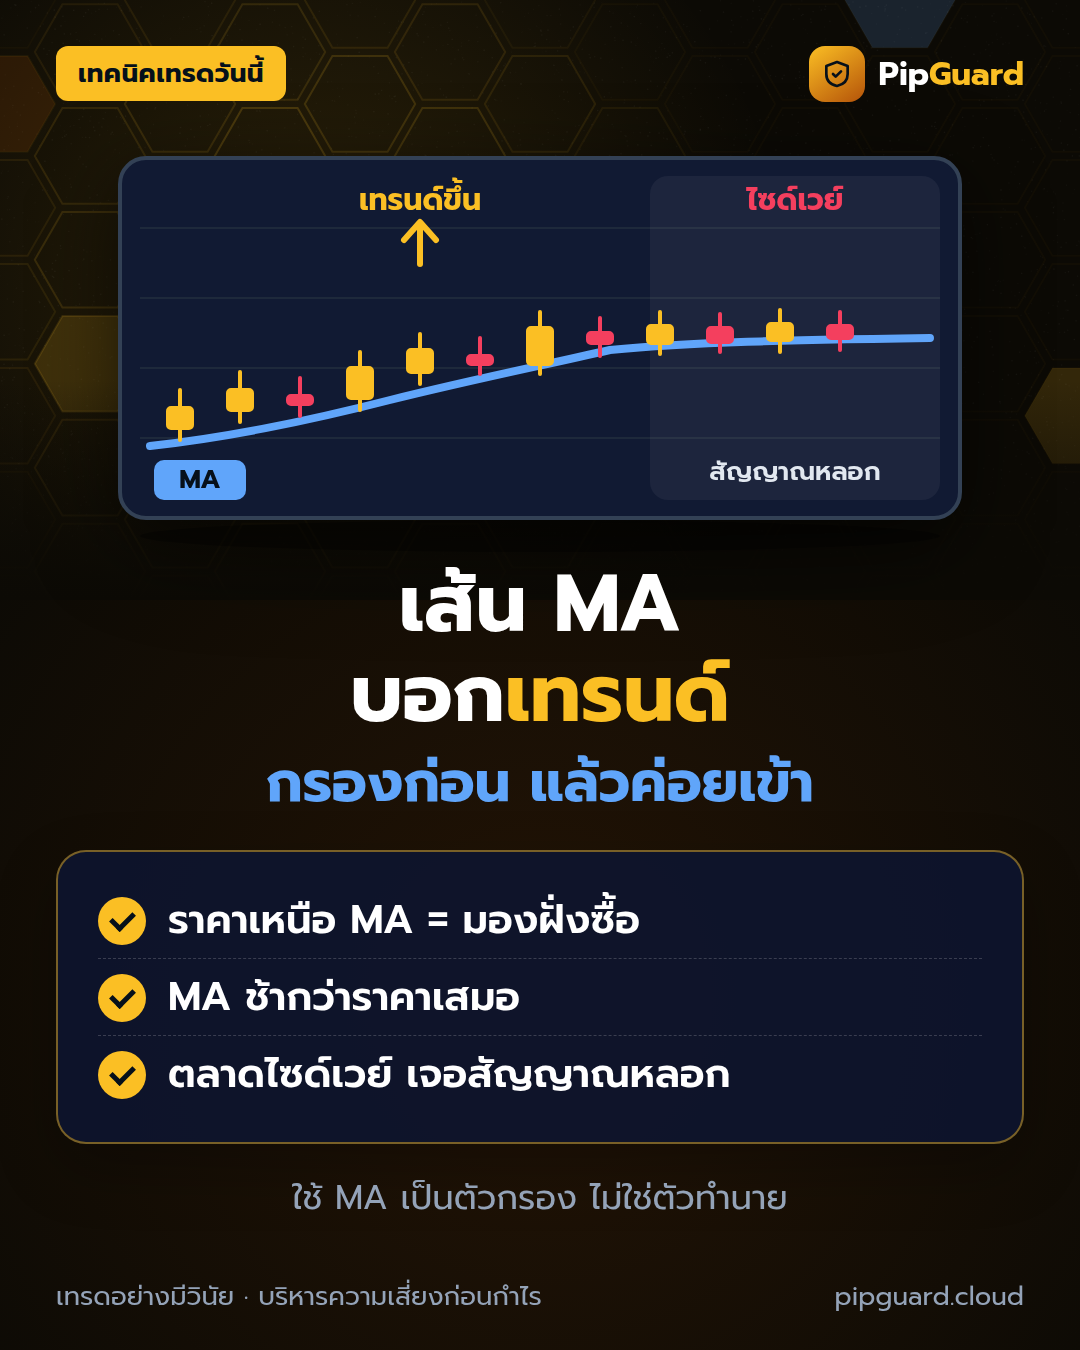 เทคนิคเทรดวันนี้
PipGuard
เทรนด์ขึ้น
ไซด์เวย์
สัญญาณหลอก
MA
เส้น MA
บอกเทรนด์
กรองก่อน แล้วค่อยเข้า
ราคาเหนือ MA = มองฝั่งซื้อ
MA ช้ากว่าราคาเสมอ
ตลาดไซด์เวย์ เจอสัญญาณหลอก
ใช้ MA เป็นตัวกรอง ไม่ใช่ตัวทำนาย
เทรดอย่างมีวินัย · บริหารความเสี่ยงก่อนกำไร
pipguard.cloud